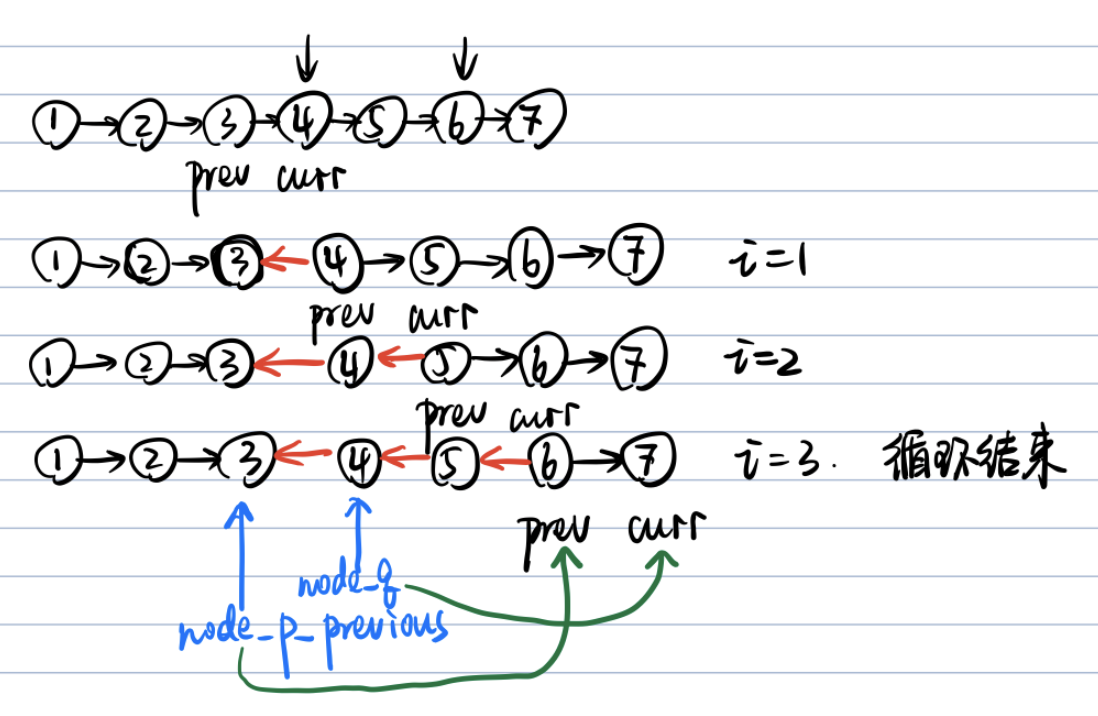 1 → 2 → 3 → 4 → 5 → 6 → 7
prev curr
1 → 2 → 3 ← 4 → 5 → 6 → 7 i=1
prev curr
1 → 2 → 3 ← 4 ← 5 → 6 → 7 i=2
prev curr
1 → 2 → 3 ← 4 ← 5 ← 6 → 7 i=3. 循环结束
prev curr
node_q
node_p_previous